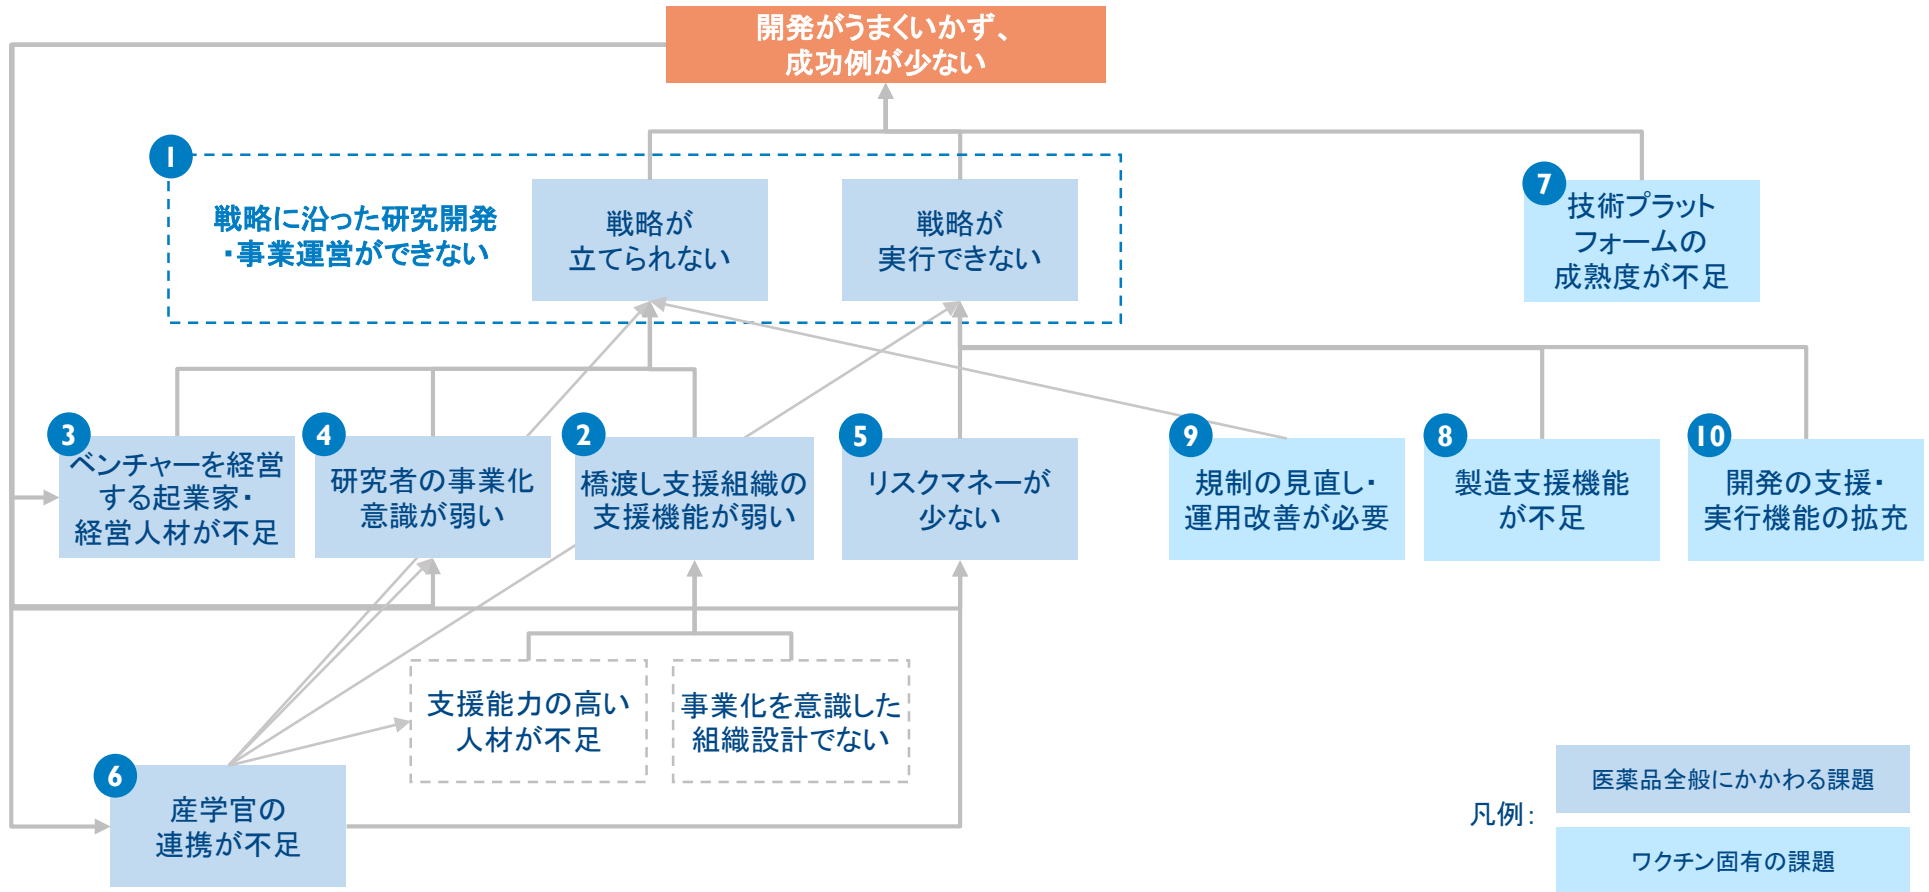 開発がうまくいかず、
成功例が少ない
1
戦略に沿った研究開発
・事業運営ができない
戦略が
立てられない
戦略が
実行できない
7
技術プラット
フォームの
成熟度が不足
3
ベンチャーを経営
する起業家・
経営人材が不足
4
研究者の事業化
意識が弱い
2
橋渡し支援組織の
支援機能が弱い
5
リスクマネーが
少ない
9
規制の見直し・
運用改善が必要
8
製造支援機能
が不足
10
開発の支援・
実行機能の拡充
支援能力の高い
人材が不足
事業化を意識した
組織設計でない
6
産学官の
連携が不足
凡例：
医薬品全般にかかわる課題
ワクチン固有の課題